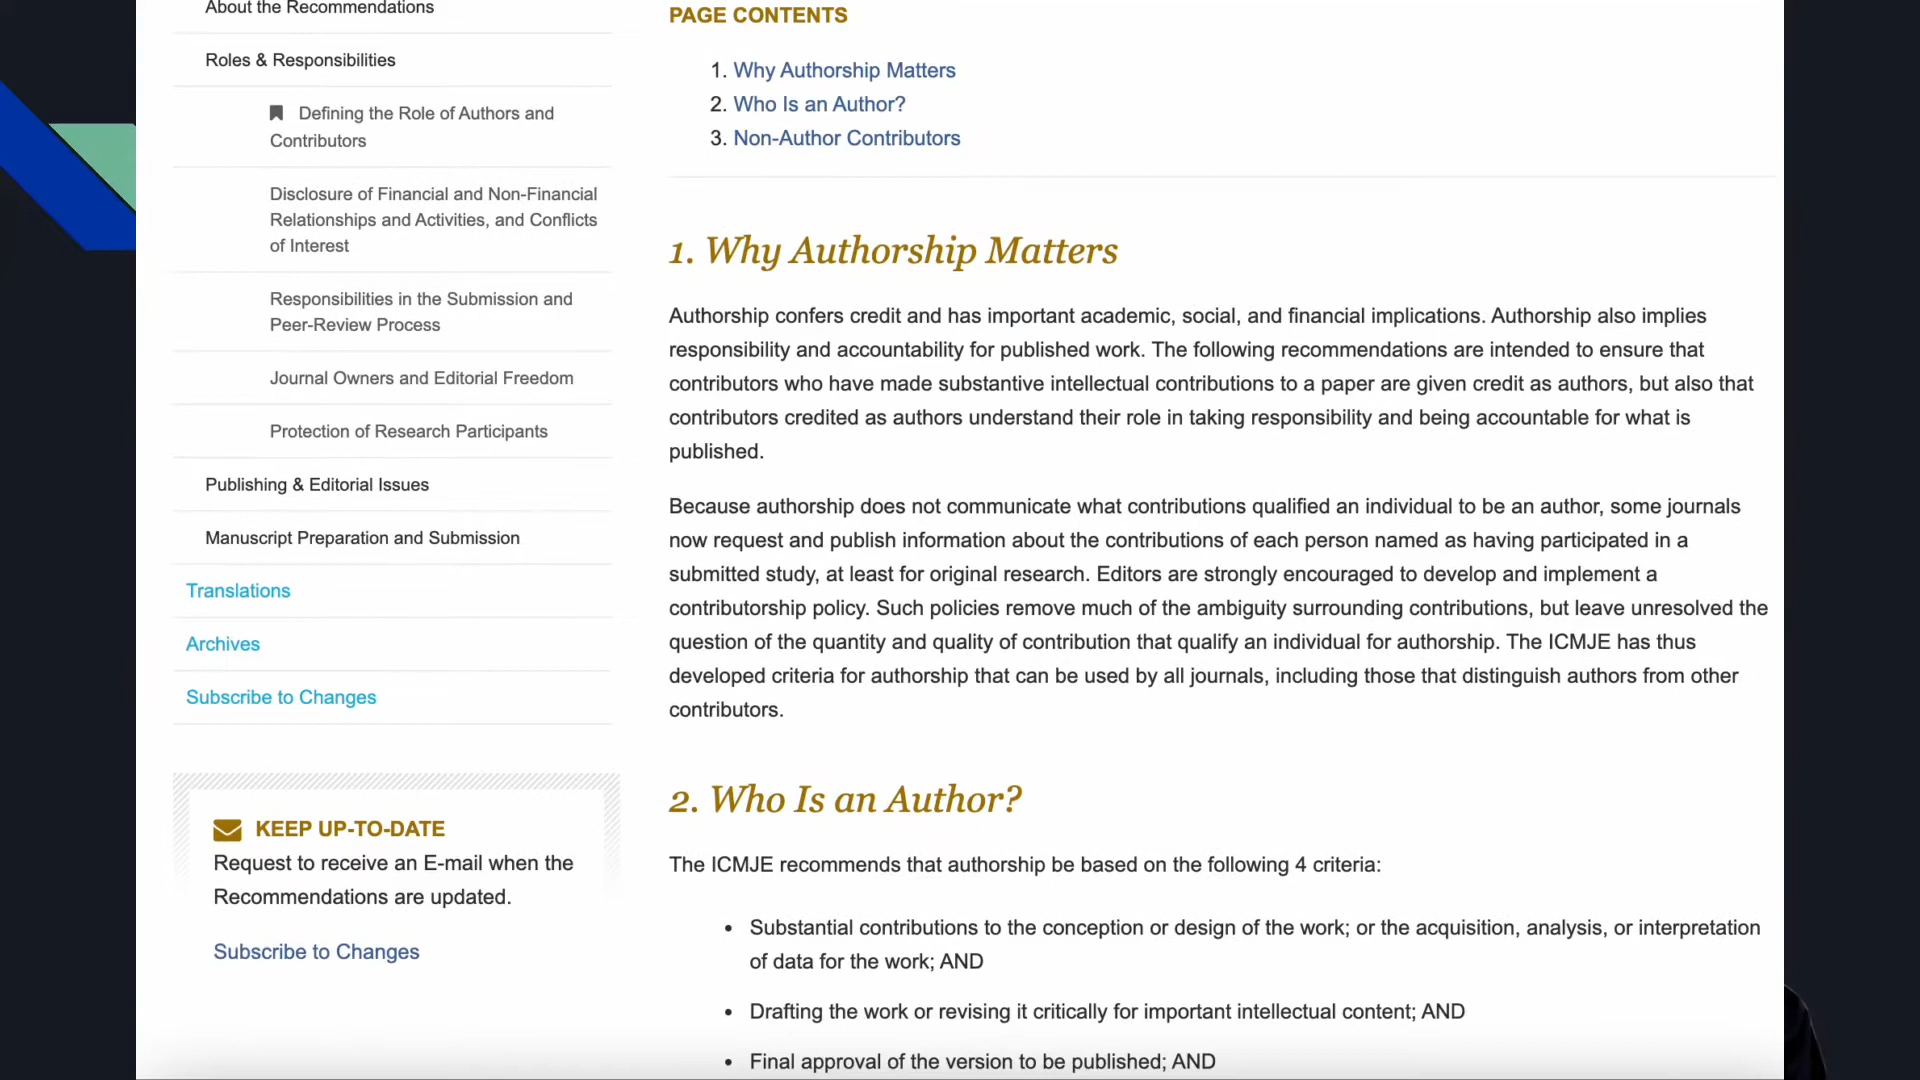 About the Recommendations
Roles & Responsibilities
Defining the Role of Authors and
Contributors
Disclosure of Financial and Non-Financial
Relationships and Activities, and Conflicts
of Interest
Responsibilities in the Submission and
Peer-Review Process
Journal Owners and Editorial Freedom
Protection of Research Participants
Publishing & Editorial Issues
Manuscript Preparation and Submission
Translations
Archives
Subscribe to Changes
KEEP UP-TO-DATE
Request to receive an E-mail when the
Recommendations are updated.
Subscribe to Changes
PAGE CONTENTS
1. Why Authorship Matters
2. Who Is an Author?
3. Non-Author Contributors
1. Why Authorship Matters
Authorship confers credit and has important academic, social, and financial implications. Authorship also implies
responsibility and accountability for published work. The following recommendations are intended to ensure that
contributors who have made substantive intellectual contributions to a paper are given credit as authors, but also that
contributors credited as authors understand their role in taking responsibility and being accountable for what is
published.
Because authorship does not communicate what contributions qualified an individual to be an author, some journals
now request and publish information about the contributions of each person named as having participated in a
submitted study, at least for original research. Editors are strongly encouraged to develop and implement a
contributorship policy. Such policies remove much of the ambiguity surrounding contributions, but leave unresolved the
question of the quantity and quality of contribution that qualify an individual for authorship. The ICMJE has thus
developed criteria for authorship that can be used by all journals, including those that distinguish authors from other
contributors.
2. Who Is an Author?
The ICMJE recommends that authorship be based on the following 4 criteria:
• Substantial contributions to the conception or design of the work; or the acquisition, analysis, or interpretation
of data for the work; AND
• Drafting the work or revising it critically for important intellectual content; AND
• Final approval of the version to be published; AND